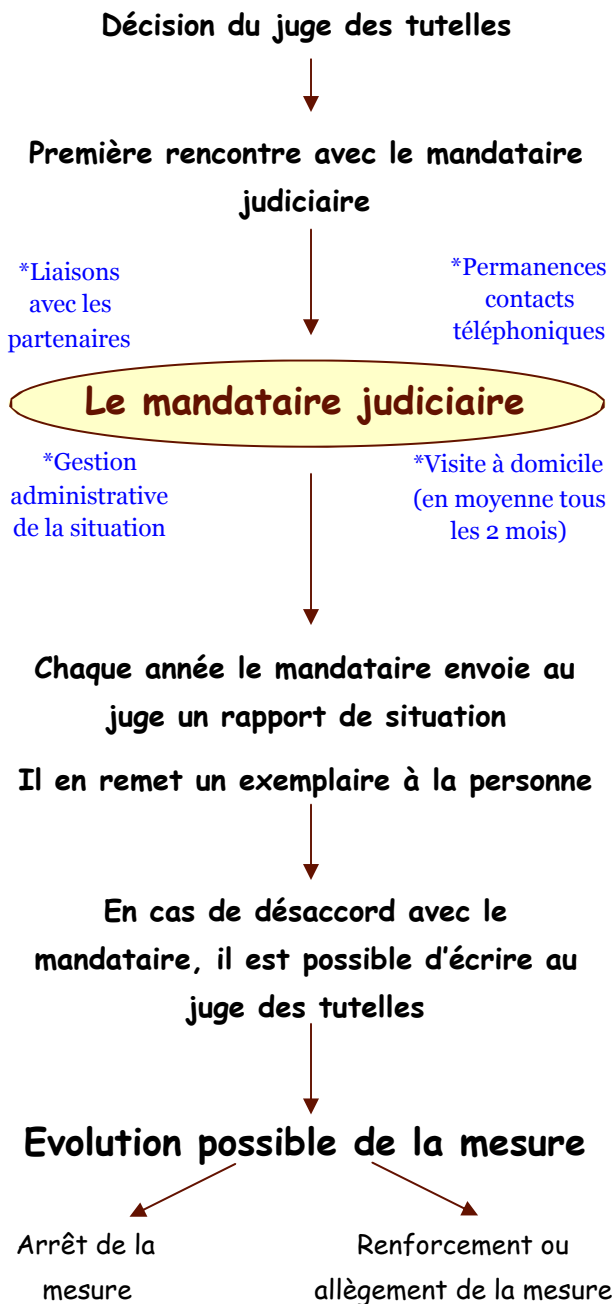 Décision du juge des tutelles
Première rencontre avec le mandataire
judiciaire
*Liaisons
avec les
partenaires
*Permanences
contacts
téléphoniques
Le mandataire judiciaire
*Gestion
administrative
de la situation
*Visite à domicile
(en moyenne tous
les 2 mois)
Chaque année le mandataire envoie au
juge un rapport de situation
Il en remet un exemplaire à la personne
En cas de désaccord avec le
mandataire, il est possible d’écrire au
juge des tutelles
Evolution possible de la mesure
Arrêt de la
mesure
Renforcement ou
allègement de la mesure